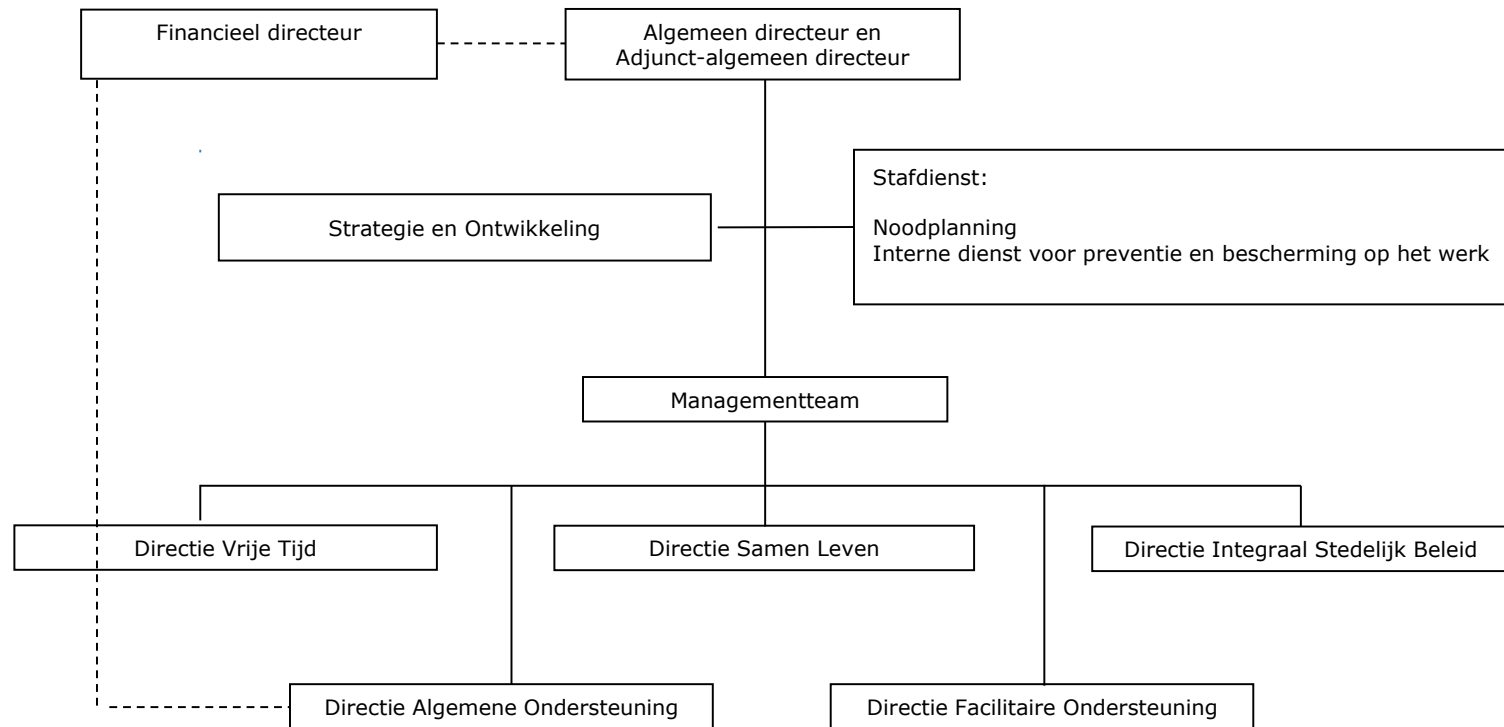 Financieel directeur
Algemeen directeur en
Adjunct-algemeen directeur
Stafdienst:
Noodplanning
Interne dienst voor preventie en bescherming op het werk
Strategie en Ontwikkeling
Managementteam
Directie Vrije Tijd
Directie Samen Leven
Directie Integraal Stedelijk Beleid
Directie Algemene Ondersteuning
Directie Facilitaire Ondersteuning